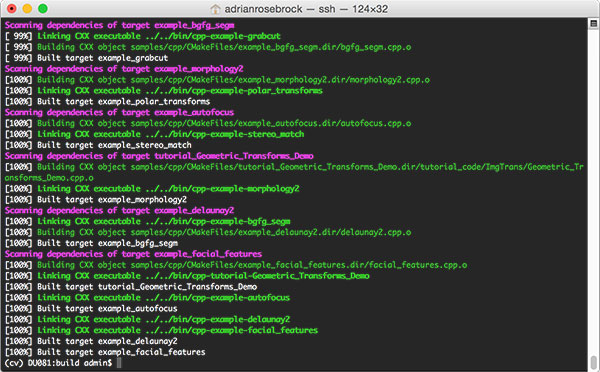 adrianrosebrock — ssh — 124×32
Scanning dependencies of target example_bgfg_segm
[ 99%] Linking CXX executable ../../bin/cpp-example-grabcut
[ 99%] Building CXX object samples/cpp/CMakeFiles/example_bgfg_segm.dir/bgfg_segm.cpp.o
[ 99%] Built target example_grabcut
Scanning dependencies of target example_morphology2
[100%] Building CXX object samples/cpp/CMakeFiles/example_morphology2.dir/morphology2.cpp.o
[100%] Linking CXX executable ../../bin/cpp-example-polar_transforms
[100%] Built target example_polar_transforms
Scanning dependencies of target example_autofocus
[100%] Building CXX object samples/cpp/CMakeFiles/example_autofocus.dir/autofocus.cpp.o
[100%] Linking CXX executable ../../bin/cpp-example-stereo_match
[100%] Built target example_stereo_match
Scanning dependencies of target tutorial_Geometric_Transforms_Demo
[100%] Building CXX object samples/cpp/CMakeFiles/tutorial_Geometric_Transforms_Demo.dir/tutorial_code/ImgTrans/Geometric_Tr
ansforms_Demo.cpp.o
[100%] Linking CXX executable ../../bin/cpp-example-morphology2
[100%] Built target example_morphology2
Scanning dependencies of target example_delaunay2
[100%] Linking CXX executable ../../bin/cpp-example-bgfg_segm
[100%] Building CXX object samples/cpp/CMakeFiles/example_delaunay2.dir/delaunay2.cpp.o
[100%] Built target example_bgfg_segm
Scanning dependencies of target example_facial_features
[100%] Building CXX object samples/cpp/CMakeFiles/example_facial_features.dir/facial_features.cpp.o
[100%] Linking CXX executable ../../bin/cpp-tutorial-Geometric_Transforms_Demo
[100%] Built target tutorial_Geometric_Transforms_Demo
[100%] Linking CXX executable ../../bin/cpp-example-autofocus
[100%] Built target example_autofocus
[100%] Linking CXX executable ../../bin/cpp-example-delaunay2
[100%] Linking CXX executable ../../bin/cpp-example-facial_features
[100%] Built target example_delaunay2
[100%] Built target example_facial_features
(cv) DU081:build admin$